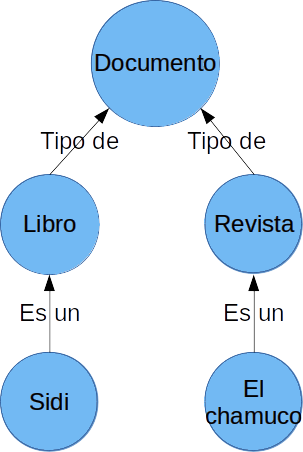 Documento
Tipo de
Tipo de
Libro
Revista
Es un
Es un
Sidi
El
chamuco